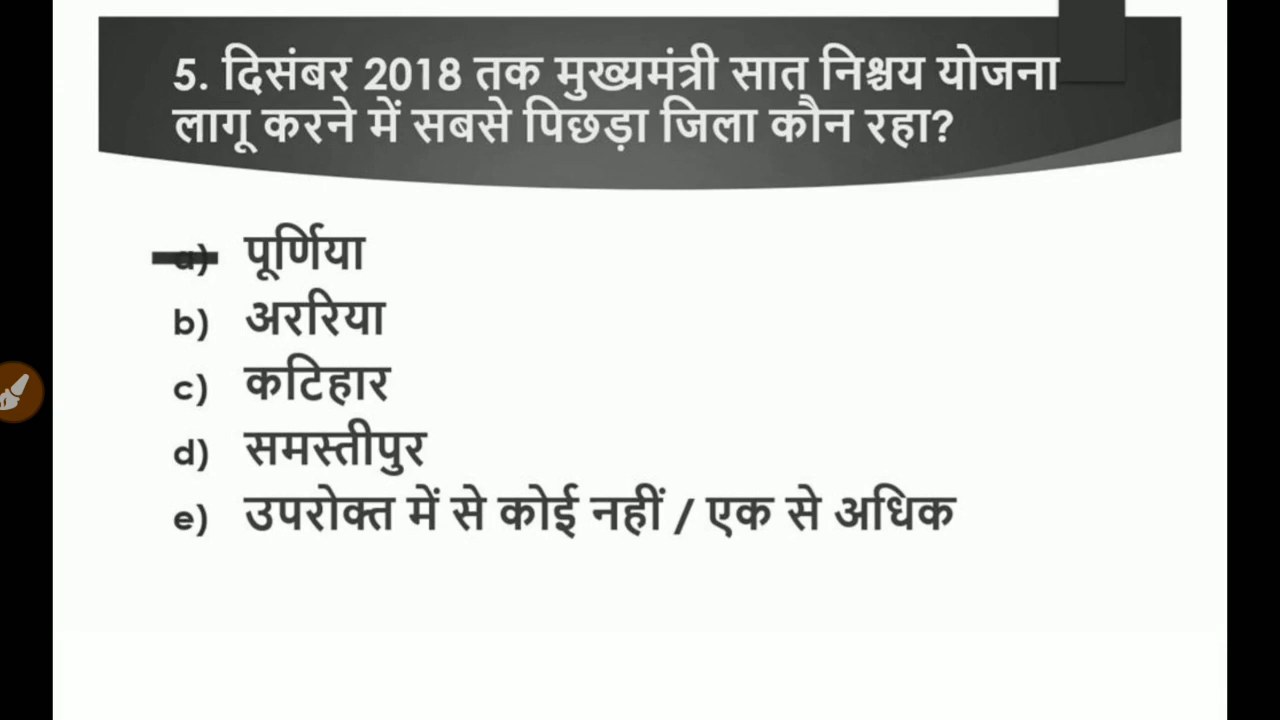 5. दिसंबर 2018 तक मुख्यमंत्री सात निश्चय योजना
लागू करने में सबसे पिछड़ा जिला कौन रहा?
a) पूर्णिया
b) अररिया
c) कटिहार
d) समस्तीपुर
e) उपरोक्त में से कोई नहीं / एक से अधिक